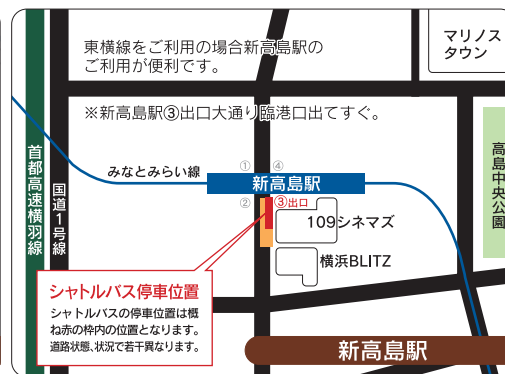 東横線をご利用の場合新高島駅の
ご利用が便利です。
マリノス
タウン
※新高島駅③出口大通り臨港口出てすぐ。
首都高速横羽線
国道1号線
みなとみらい線
①
④
新高島駅
②
③出口
高島中央公園
109シネマズ
横浜BLITZ
シャトルバス停車位置
シャトルバスの停車位置は概
ね赤の枠内の位置となります。
道路状態、状況で若干異なります。
新高島駅